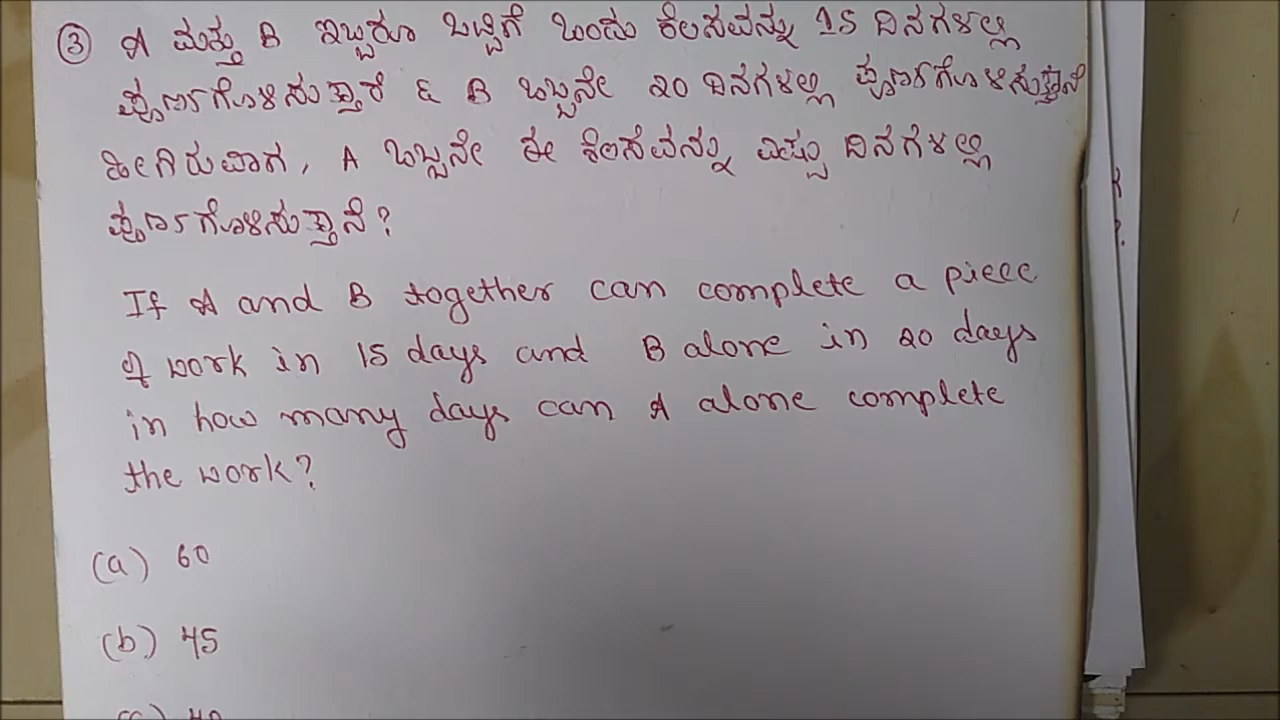 ③ A ಮತ್ತು B ಇಬ್ಬರೂ ಒಟ್ಟಿಗೆ ಒಂದು ಕೆಲಸವನ್ನು 15 ದಿನಗಳಲ್ಲಿ
ಪೂರ್ಣಗೊಳಿಸುತ್ತಾರೆ & B ಒಬ್ಬನೇ 20 ದಿನಗಳಲ್ಲಿ ಪೂರ್ಣಗೊಳಿಸುತ್ತಾನೆ
ಹೀಗಿರುವಾಗ, A ಒಬ್ಬನೇ ಈ ಕೆಲಸವನ್ನು ಎಷ್ಟು ದಿನಗಳಲ್ಲಿ
ಪೂರ್ಣಗೊಳಿಸುತ್ತಾನೆ?
If A and B together can complete a piece
of work in 15 days and B alone in 20 days
in how many days can A alone complete
the work?
(a) 60
(b) 45
(c) 40